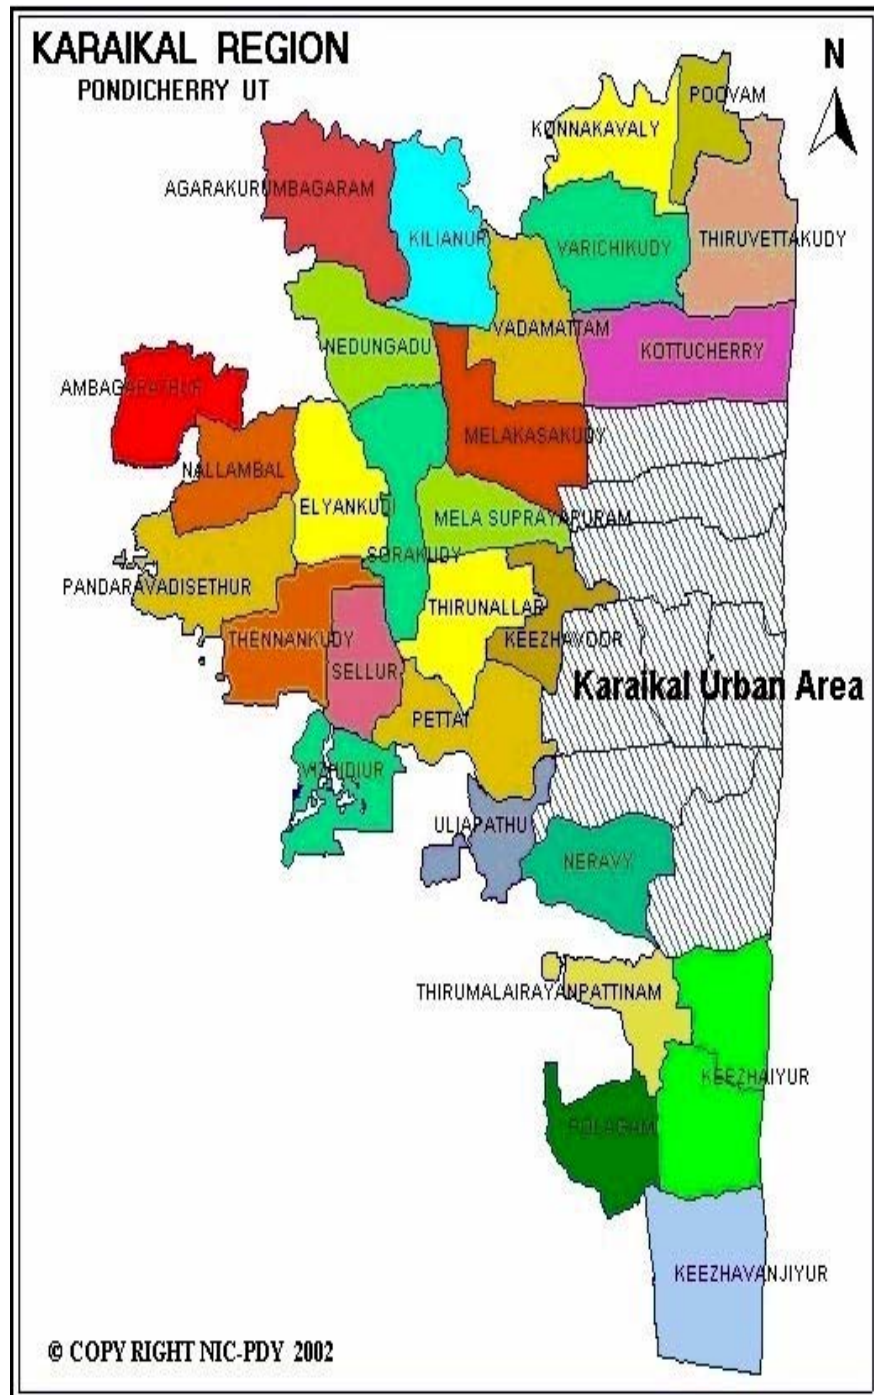 KARAIKAL REGION
PONDICHERRY UT
N
POOVAM
KONNAKAVALY
AGARAKURUMBAGARAM
KILIANUR
VARICHIKUDY
THIRUVETTAKUDY
VADAMATTAM
NEDUNGADU
KOTTUCHERRY
AMBAGARATHUR
MELAKASAKUDY
NALLAMBAL
ELYANKUDI
MELA SUPRAYAPURAM
SORAKUDY
PANDARAVADISETHUR
THIRUNALLAR
THENNANKUDY
KEEZHAVOOR
SELLUR
Karaikal Urban Area
PETTAI
VIZHIDIUR
ULIAPATHU
NERAVY
THIRUMALAIRAYANPATTINAM
KEEZHAIYUR
POLAGAM
KEEZHAVANJIYUR
© COPY RIGHT NIC-PDY 2002